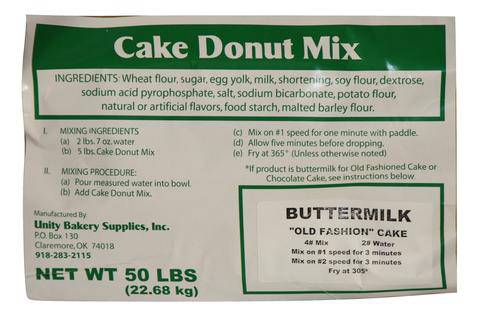 Cake Donut Mix
INGREDIENTS: Wheat flour, sugar, egg yolk, milk, shortening, soy flour, dextrose,
sodium acid pyrophosphate, salt, sodium bicarbonate, potato flour,
natural or artificial flavors, food starch, malted barley flour.
I. MIXING INGREDIENTS
(a) 2 lbs. 7 oz. water
(b) 5 lbs. Cake Donut Mix
II. MIXING PROCEDURE:
(a) Pour measured water into bowl.
(b) Add Cake Donut Mix.
(c) Mix on #1 speed for one minute with paddle.
(d) Allow five minutes before dropping.
(e) Fry at 365° (Unless otherwise noted)
*If product is buttermilk for Old Fashioned Cake or
Chocolate Cake, see instructions below
Manufactured By
Unity Bakery Supplies, Inc.
P.O. Box 130
Claremore, OK 74018
918-283-2115
NET WT 50 LBS
(22.68 kg)
BUTTERMILK
"OLD FASHION" CAKE
4# Mix 2# Water
Mix on #1 speed for 3 minutes
Mix on #2 speed for 3 minutes
Fry at 305°